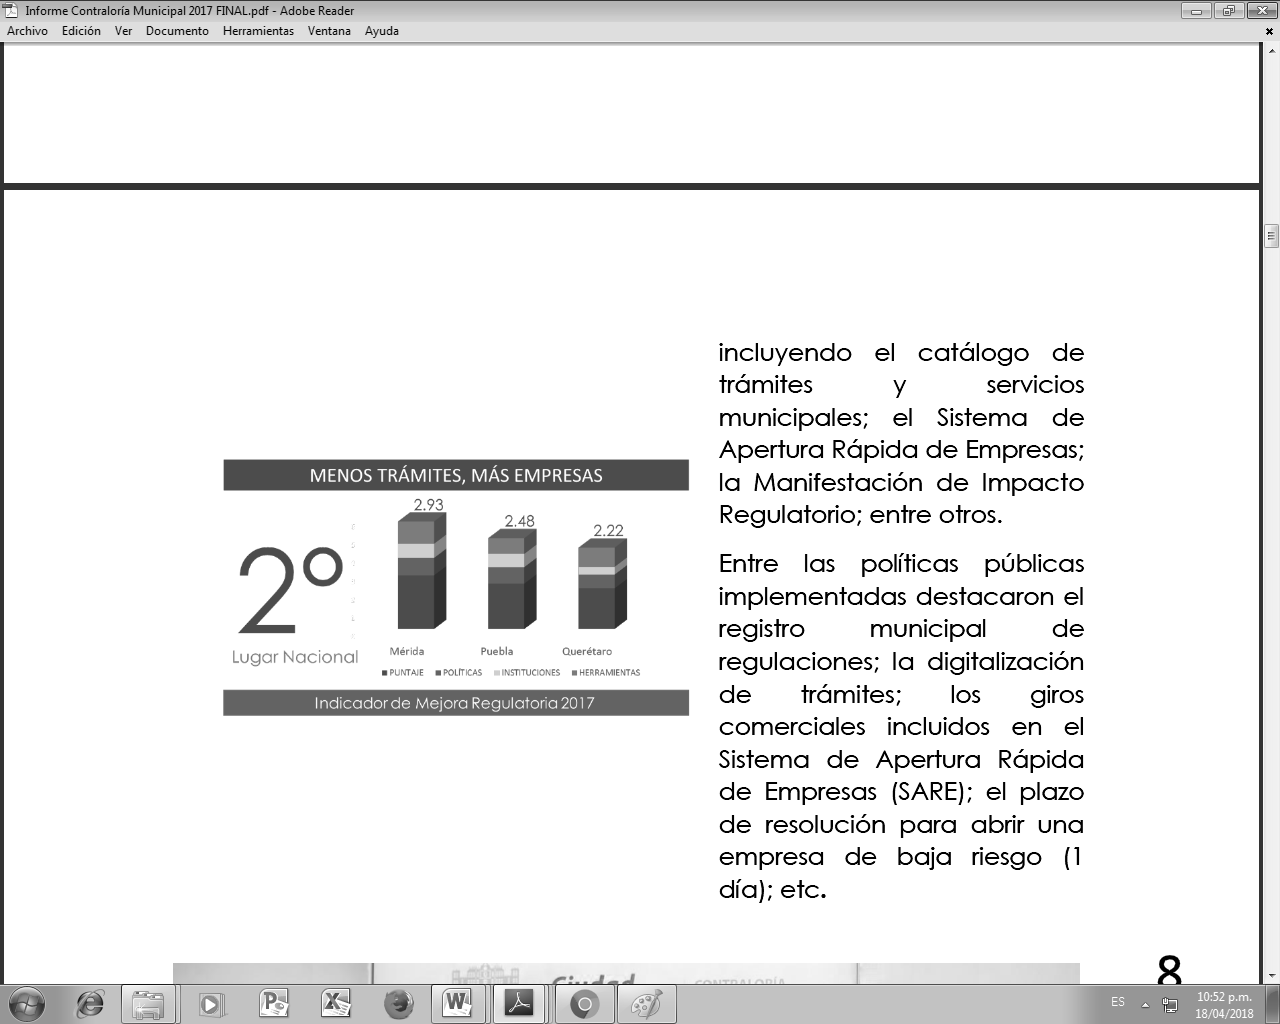 Informe Contraloría Municipal 2017 FINAL.pdf - Adobe Reader
Archivo Edición Ver Documento Herramientas Ventana Ayuda
incluyendo el catálogo de
trámites y servicios
municipales; el Sistema de
Apertura Rápida de Empresas;
la Manifestación de Impacto
Regulatorio; entre otros.
Entre las políticas públicas
implementadas destacaron el
registro municipal de
regulaciones; la digitalización
de trámites; los giros
comerciales incluidos en el
Sistema de Apertura Rápida
de Empresas (SARE); el plazo
de resolución para abrir una
empresa de baja riesgo (1
día); etc.
MENOS TRÁMITES, MÁS EMPRESAS
2º
Lugar Nacional
2.93
2.48
2.22
Mérida Puebla Querétaro
PUNTAJE POLÍTICAS INSTITUCIONES HERRAMIENTAS
Indicador de Mejora Regulatoria 2017
Ciudad
CONTRALORÍA
8
ES
10:52 p.m.
18/04/2018